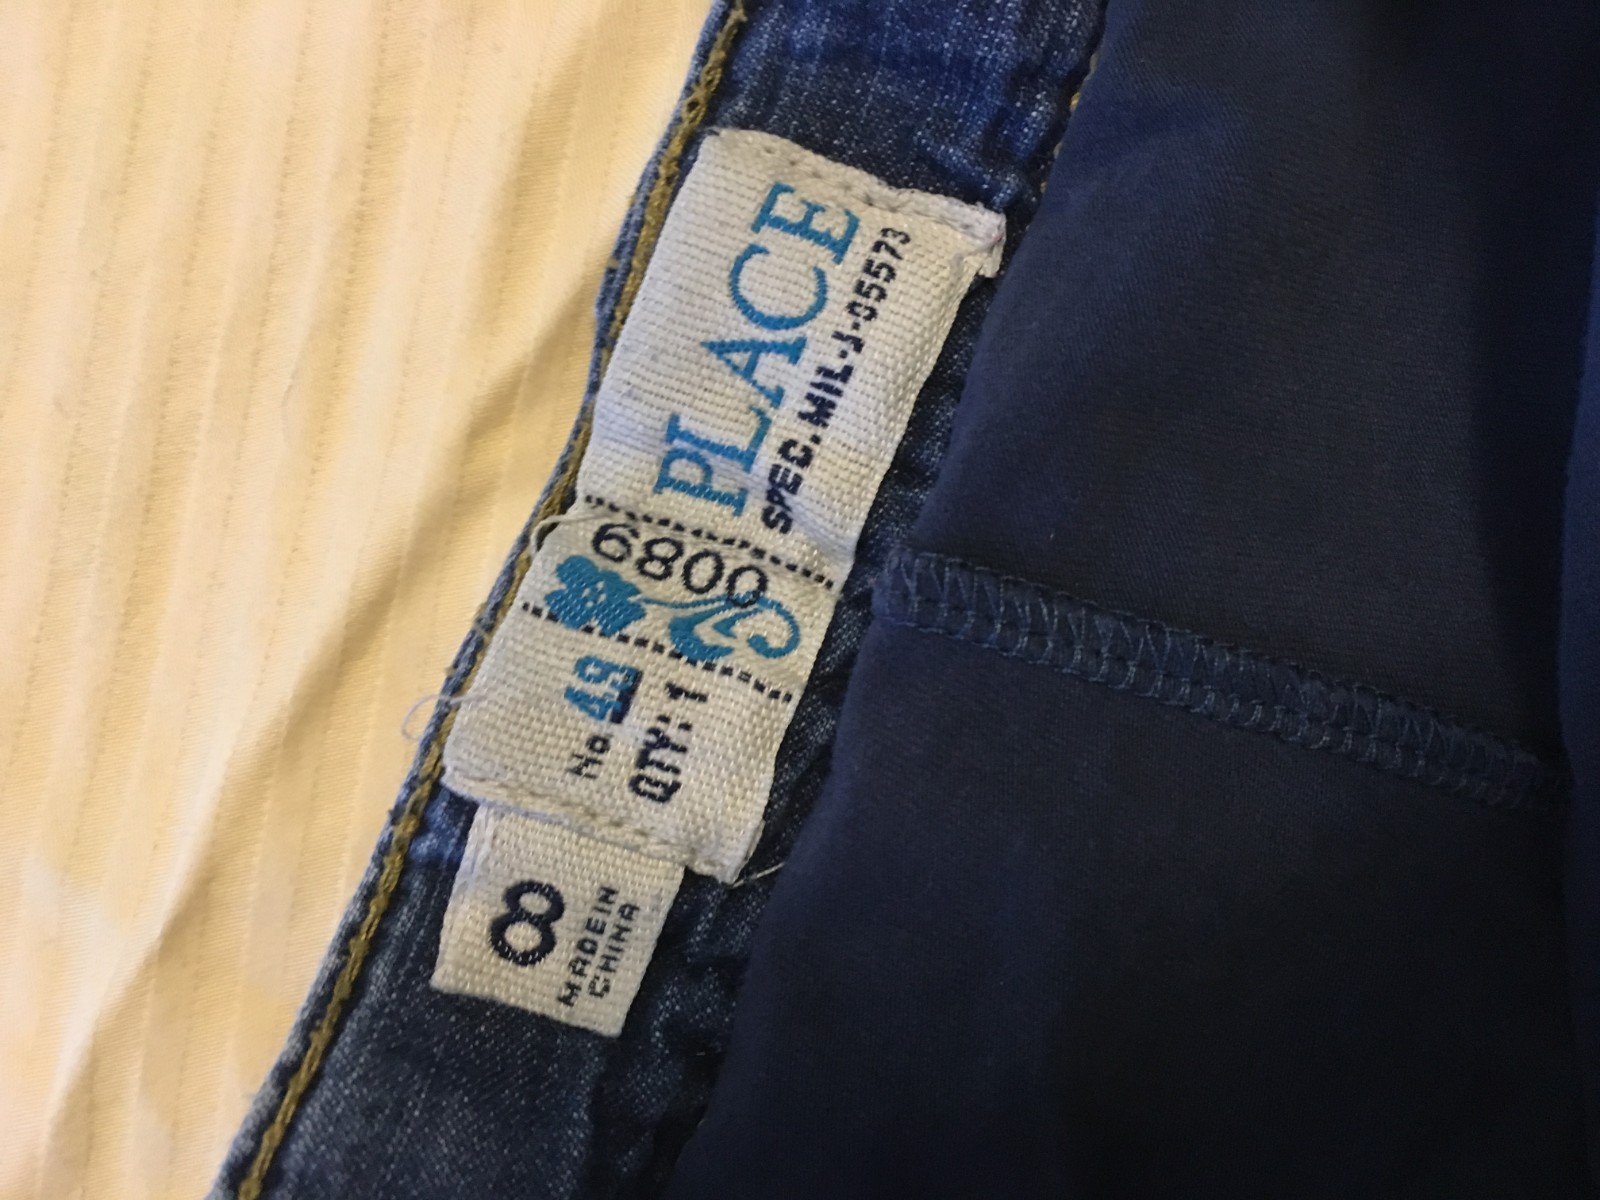 PLACE
SPEC. MIL-J-05573
6800
No. 49
QTY: 1
8
MADE IN
CHINA